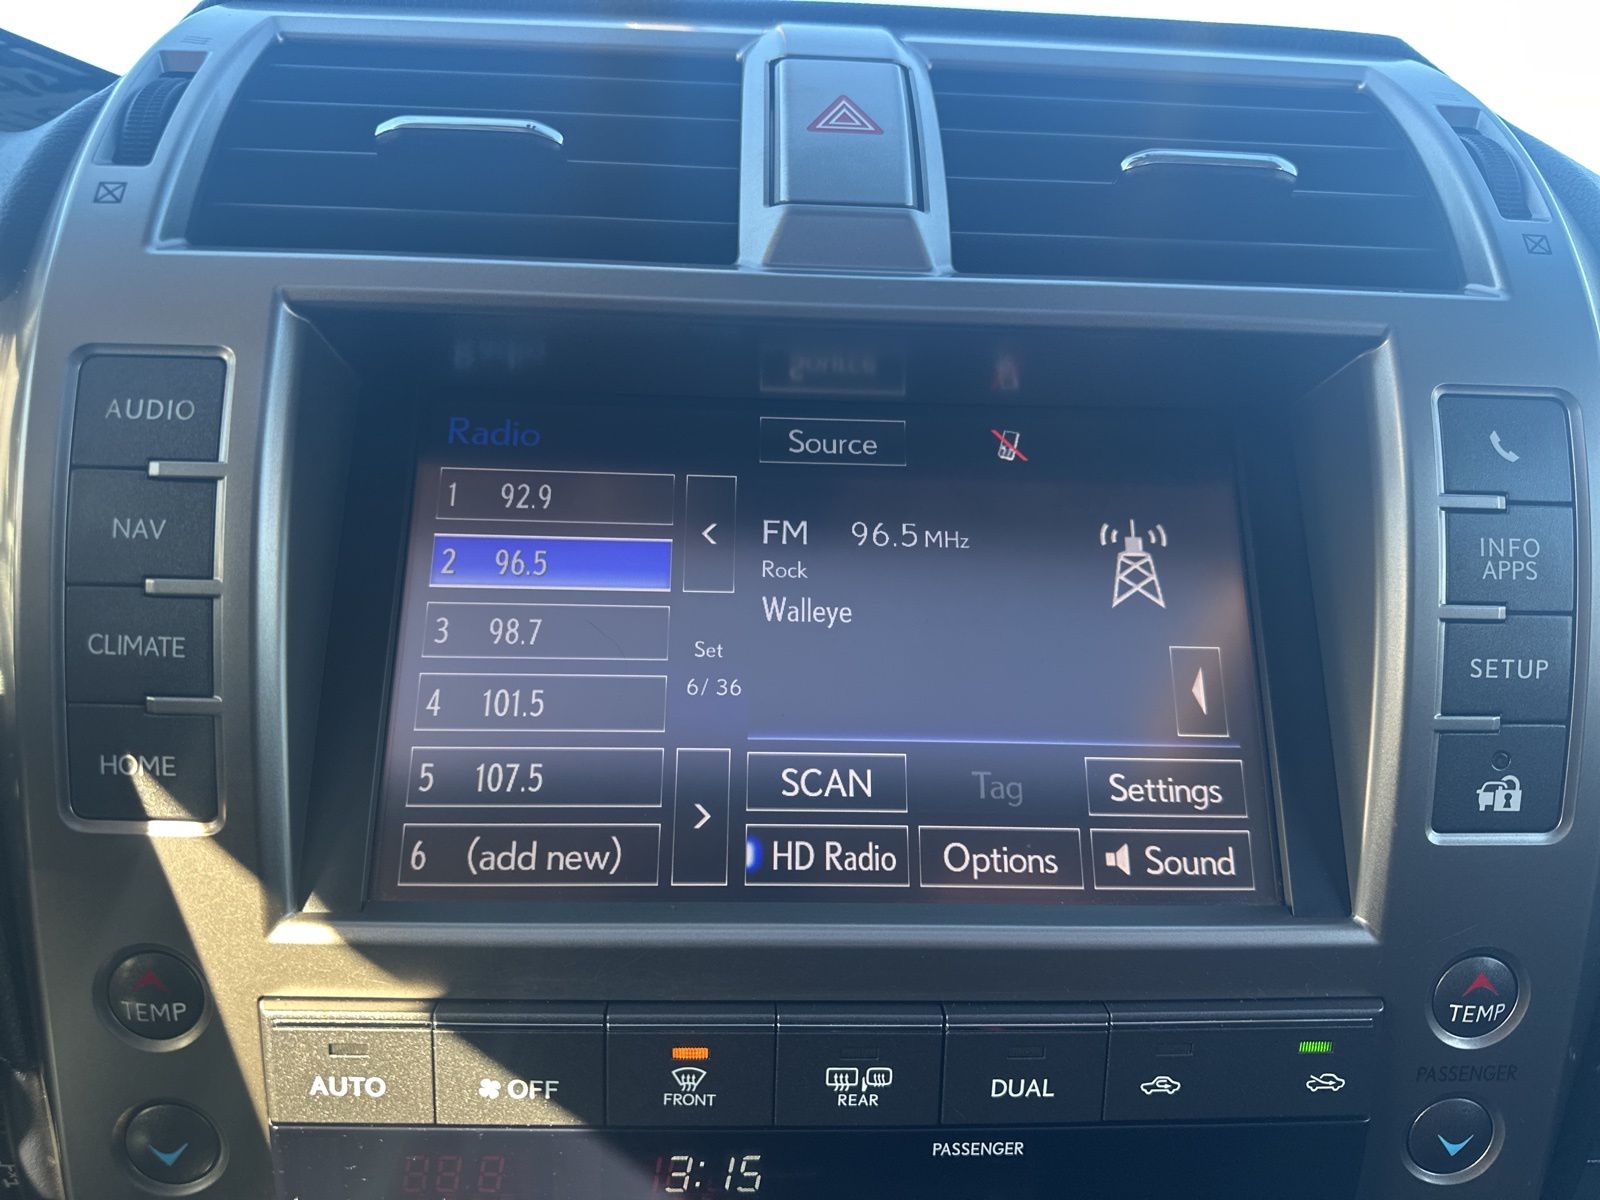 AUDIO
NAV
CLIMATE
HOME
Radio
Source
1 92.9
2 96.5
3 98.7
4 101.5
5 107.5
6 (add new)
<
Set
6/ 36
>
FM 96.5 MHz
Rock
Walleye
SCAN
Tag
Settings
HD Radio
Options
Sound
INFO
APPS
SETUP
TEMP
TEMP
PASSENGER
AUTO
OFF
FRONT
REAR
DUAL
PASSENGER
3:15